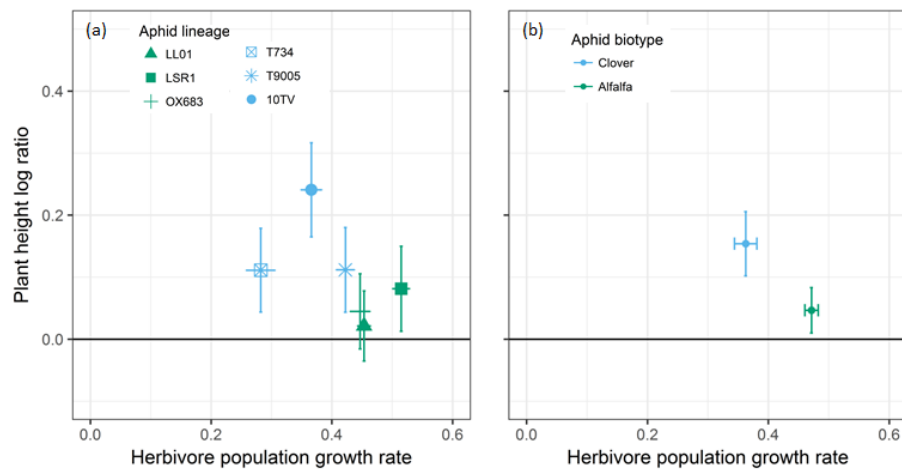 (a)
Aphid lineage
LL01
T734
LSR1
T9005
OX683
10TV
(b)
Aphid biotype
Clover
Alfalfa
Plant height log ratio
0.4
0.2
0.0
0.0 0.2 0.4 0.6
0.0 0.2 0.4 0.6
Herbivore population growth rate
Herbivore population growth rate